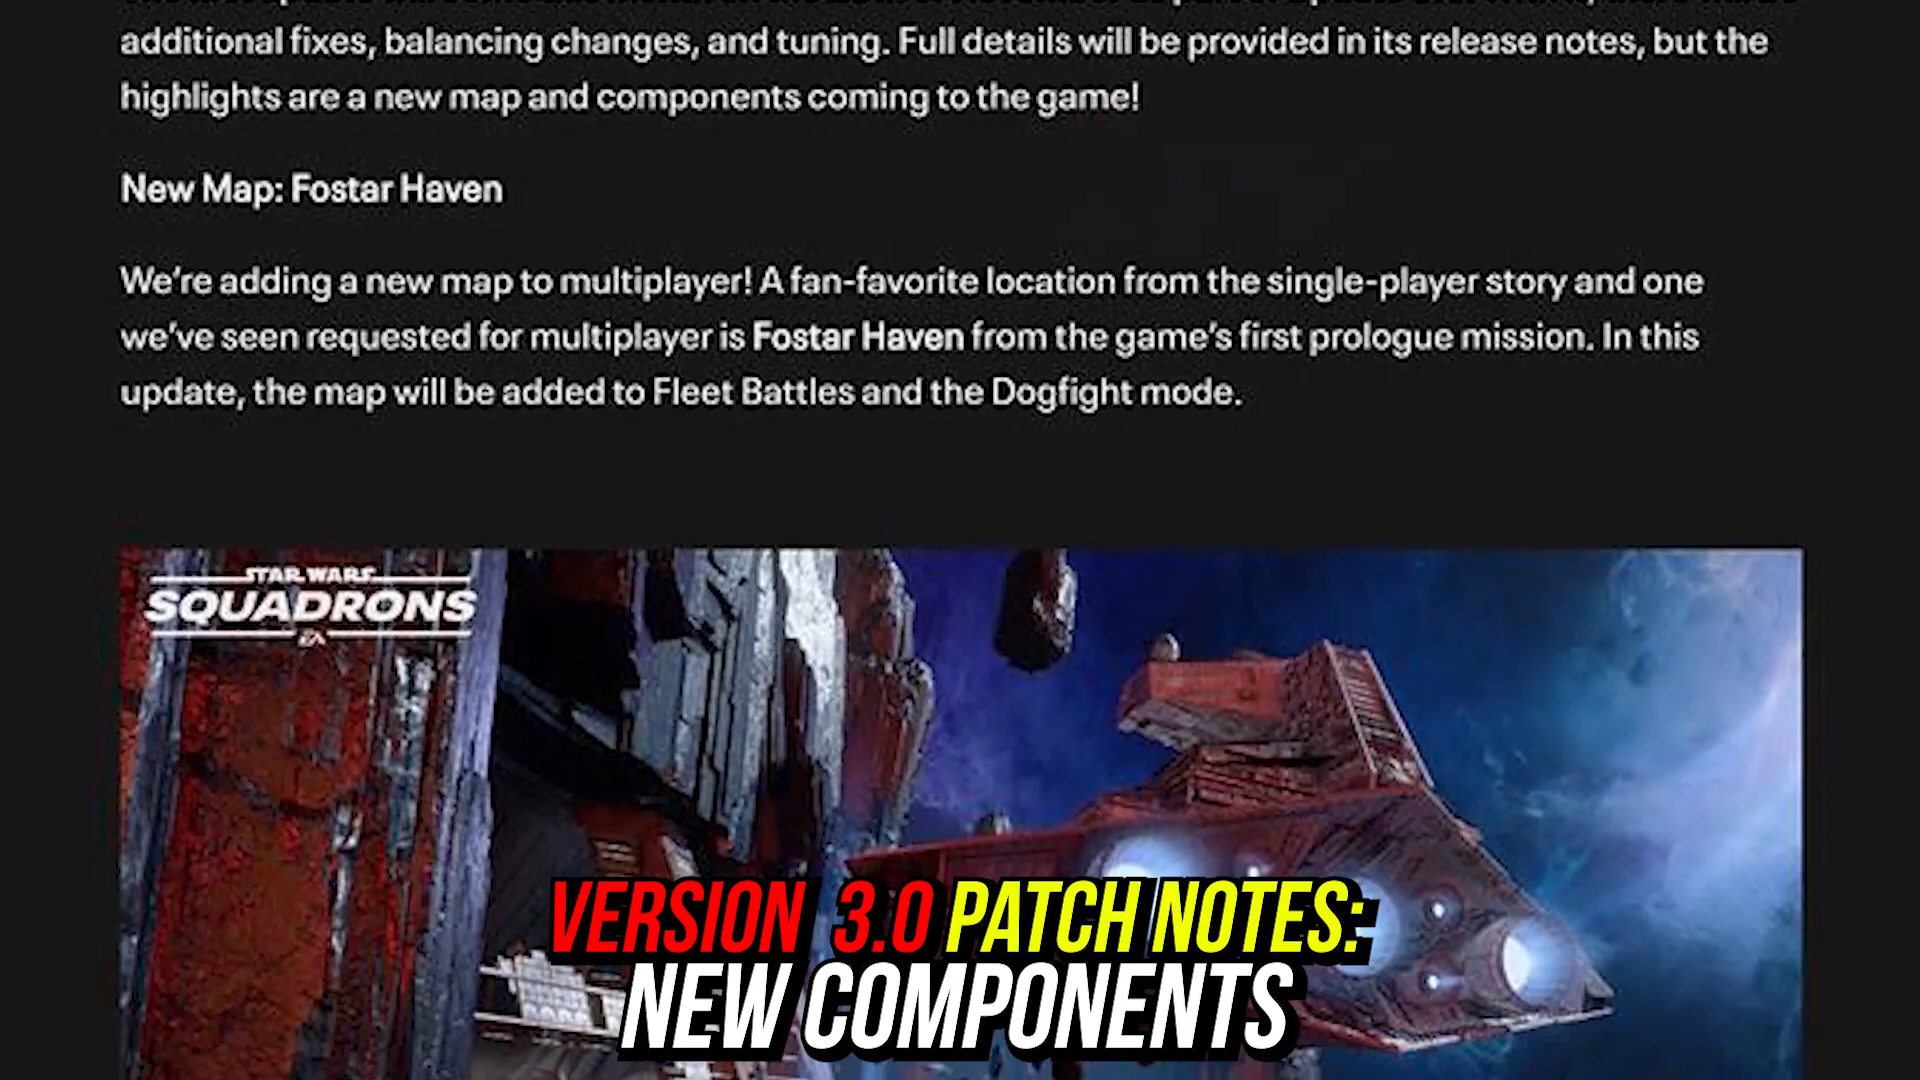 additional fixes, balancing changes, and tuning. Full details will be provided in its release notes, but the
highlights are a new map and components coming to the game!
New Map: Fostar Haven
We're adding a new map to multiplayer! A fan-favorite location from the single-player story and one
we've seen requested for multiplayer is Fostar Haven from the game's first prologue mission. In this
update, the map will be added to Fleet Battles and the Dogfight mode.
STAR WARS
SQUADRONS
EA
VERSION 3.0 PATCH NOTES:
NEW COMPONENTS